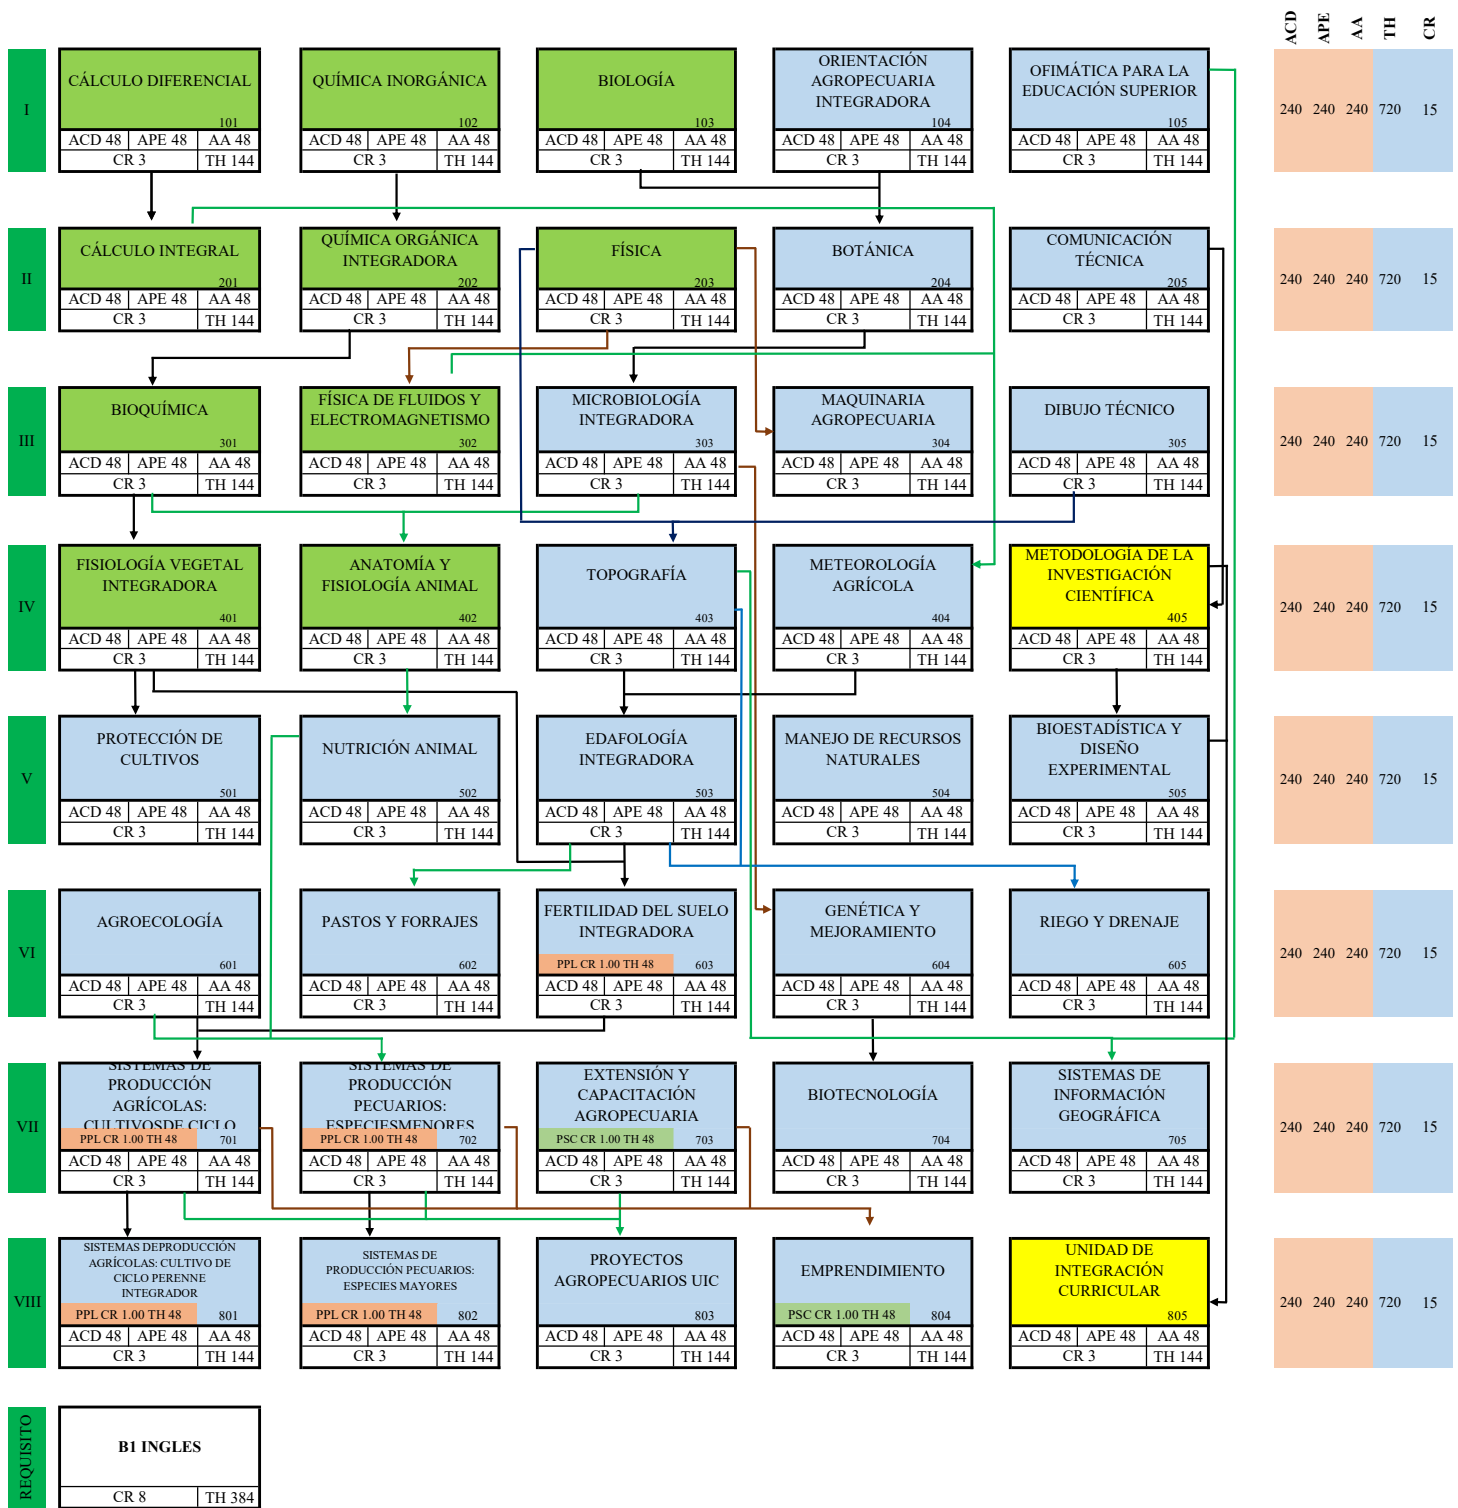 ACD APE AA TH CR
I
CÁLCULO DIFERENCIAL
101
ACD 48 APE 48 AA 48
CR 3 TH 144
QUÍMICA INORGÁNICA
102
ACD 48 APE 48 AA 48
CR 3 TH 144
BIOLOGÍA
103
ACD 48 APE 48 AA 48
CR 3 TH 144
ORIENTACIÓN
AGROPECUARIA
INTEGRADORA
104
ACD 48 APE 48 AA 48
CR 3 TH 144
OFIMÁTICA PARA LA
EDUCACIÓN SUPERIOR
105
ACD 48 APE 48 AA 48
CR 3 TH 144
240 240 240 720 15
II
CÁLCULO INTEGRAL
201
ACD 48 APE 48 AA 48
CR 3 TH 144
QUÍMICA ORGÁNICA
INTEGRADORA
202
ACD 48 APE 48 AA 48
CR 3 TH 144
FÍSICA
203
ACD 48 APE 48 AA 48
CR 3 TH 144
BOTÁNICA
204
ACD 48 APE 48 AA 48
CR 3 TH 144
COMUNICACIÓN
TÉCNICA
205
ACD 48 APE 48 AA 48
CR 3 TH 144
240 240 240 720 15
III
BIOQUÍMICA
301
ACD 48 APE 48 AA 48
CR 3 TH 144
FÍSICA DE FLUIDOS Y
ELECTROMAGNETISMO
302
ACD 48 APE 48 AA 48
CR 3 TH 144
MICROBIOLOGÍA
INTEGRADORA
303
ACD 48 APE 48 AA 48
CR 3 TH 144
MAQUINARIA
AGROPECUARIA
304
ACD 48 APE 48 AA 48
CR 3 TH 144
DIBUJO TÉCNICO
305
ACD 48 APE 48 AA 48
CR 3 TH 144
240 240 240 720 15
IV
FISIOLOGÍA VEGETAL
INTEGRADORA
401
ACD 48 APE 48 AA 48
CR 3 TH 144
ANATOMÍA Y
FISIOLOGÍA ANIMAL
402
ACD 48 APE 48 AA 48
CR 3 TH 144
TOPOGRAFÍA
403
ACD 48 APE 48 AA 48
CR 3 TH 144
METEOROLOGÍA
AGRÍCOLA
404
ACD 48 APE 48 AA 48
CR 3 TH 144
METODOLOGÍA DE LA
INVESTIGACIÓN
CIENTÍFICA
405
ACD 48 APE 48 AA 48
CR 3 TH 144
240 240 240 720 15
V
PROTECCIÓN DE
CULTIVOS
501
ACD 48 APE 48 AA 48
CR 3 TH 144
NUTRICIÓN ANIMAL
502
ACD 48 APE 48 AA 48
CR 3 TH 144
EDAFOLOGÍA
INTEGRADORA
503
ACD 48 APE 48 AA 48
CR 3 TH 144
MANEJO DE RECURSOS
NATURALES
504
ACD 48 APE 48 AA 48
CR 3 TH 144
BIOESTADÍSTICA Y
DISEÑO
EXPERIMENTAL
505
ACD 48 APE 48 AA 48
CR 3 TH 144
240 240 240 720 15
VI
AGROECOLOGÍA
601
ACD 48 APE 48 AA 48
CR 3 TH 144
PASTOS Y FORRAJES
602
ACD 48 APE 48 AA 48
CR 3 TH 144
FERTILIDAD DEL SUELO
INTEGRADORA
PPL CR 1.00 TH 48 603
ACD 48 APE 48 AA 48
CR 3 TH 144
GENÉTICA Y
MEJORAMIENTO
604
ACD 48 APE 48 AA 48
CR 3 TH 144
RIEGO Y DRENAJE
605
ACD 48 APE 48 AA 48
CR 3 TH 144
240 240 240 720 15
VII
SISTEMAS DE
PRODUCCIÓN
AGRÍCOLAS:
CULTIVOSDE CICLO
PPL CR 1.00 TH 48 701
ACD 48 APE 48 AA 48
CR 3 TH 144
SISTEMAS DE
PRODUCCIÓN
PECUARIOS:
ESPECIESMENORES
PPL CR 1.00 TH 48 702
ACD 48 APE 48 AA 48
CR 3 TH 144
EXTENSIÓN Y
CAPACITACIÓN
AGROPECUARIA
PSC CR 1.00 TH 48 703
ACD 48 APE 48 AA 48
CR 3 TH 144
BIOTECNOLOGÍA
704
ACD 48 APE 48 AA 48
CR 3 TH 144
SISTEMAS DE
INFORMACIÓN
GEOGRÁFICA
705
ACD 48 APE 48 AA 48
CR 3 TH 144
240 240 240 720 15
VIII
SISTEMAS DEPRODUCCIÓN
AGRÍCOLAS: CULTIVO DE
CICLO PERENNE
INTEGRADOR
PPL CR 1.00 TH 48 801
ACD 48 APE 48 AA 48
CR 3 TH 144
SISTEMAS DE
PRODUCCIÓN PECUARIOS:
ESPECIES MAYORES
PPL CR 1.00 TH 48 802
ACD 48 APE 48 AA 48
CR 3 TH 144
PROYECTOS
AGROPECUARIOS UIC
803
ACD 48 APE 48 AA 48
CR 3 TH 144
EMPRENDIMIENTO
PSC CR 1.00 TH 48 804
ACD 48 APE 48 AA 48
CR 3 TH 144
UNIDAD DE
INTEGRACIÓN
CURRICULAR
805
ACD 48 APE 48 AA 48
CR 3 TH 144
240 240 240 720 15
REQUISITO
B1 INGLES
CR 8 TH 384